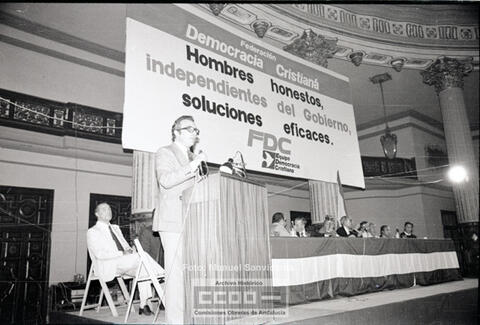 Federación
Democracia Cristiana
Hombres honestos,
independientes del Gobierno,
soluciones eficaces.
FDC
Equipo
Democracia
Cristiana
Foto: Manuel Sanvicente
Archivo Histórico
CCOO
Comisiones Obreras de Andalucía